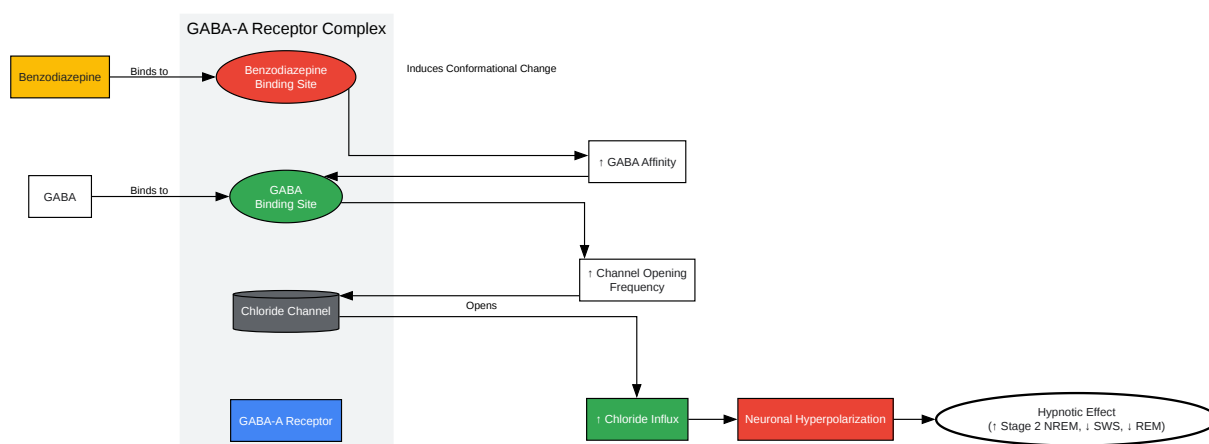 GABA-A Receptor Complex
Benzodiazepine
Binds to
Benzodiazepine
Binding Site
Induces Conformational Change
↑ GABA Affinity
GABA
Binds to
GABA
Binding Site
↑ Channel Opening
Frequency
Chloride Channel
Opens
GABA-A Receptor
↑ Chloride Influx
Neuronal Hyperpolarization
Hypnotic Effect
(↑ Stage 2 NREM, ↓ SWS, ↓ REM)